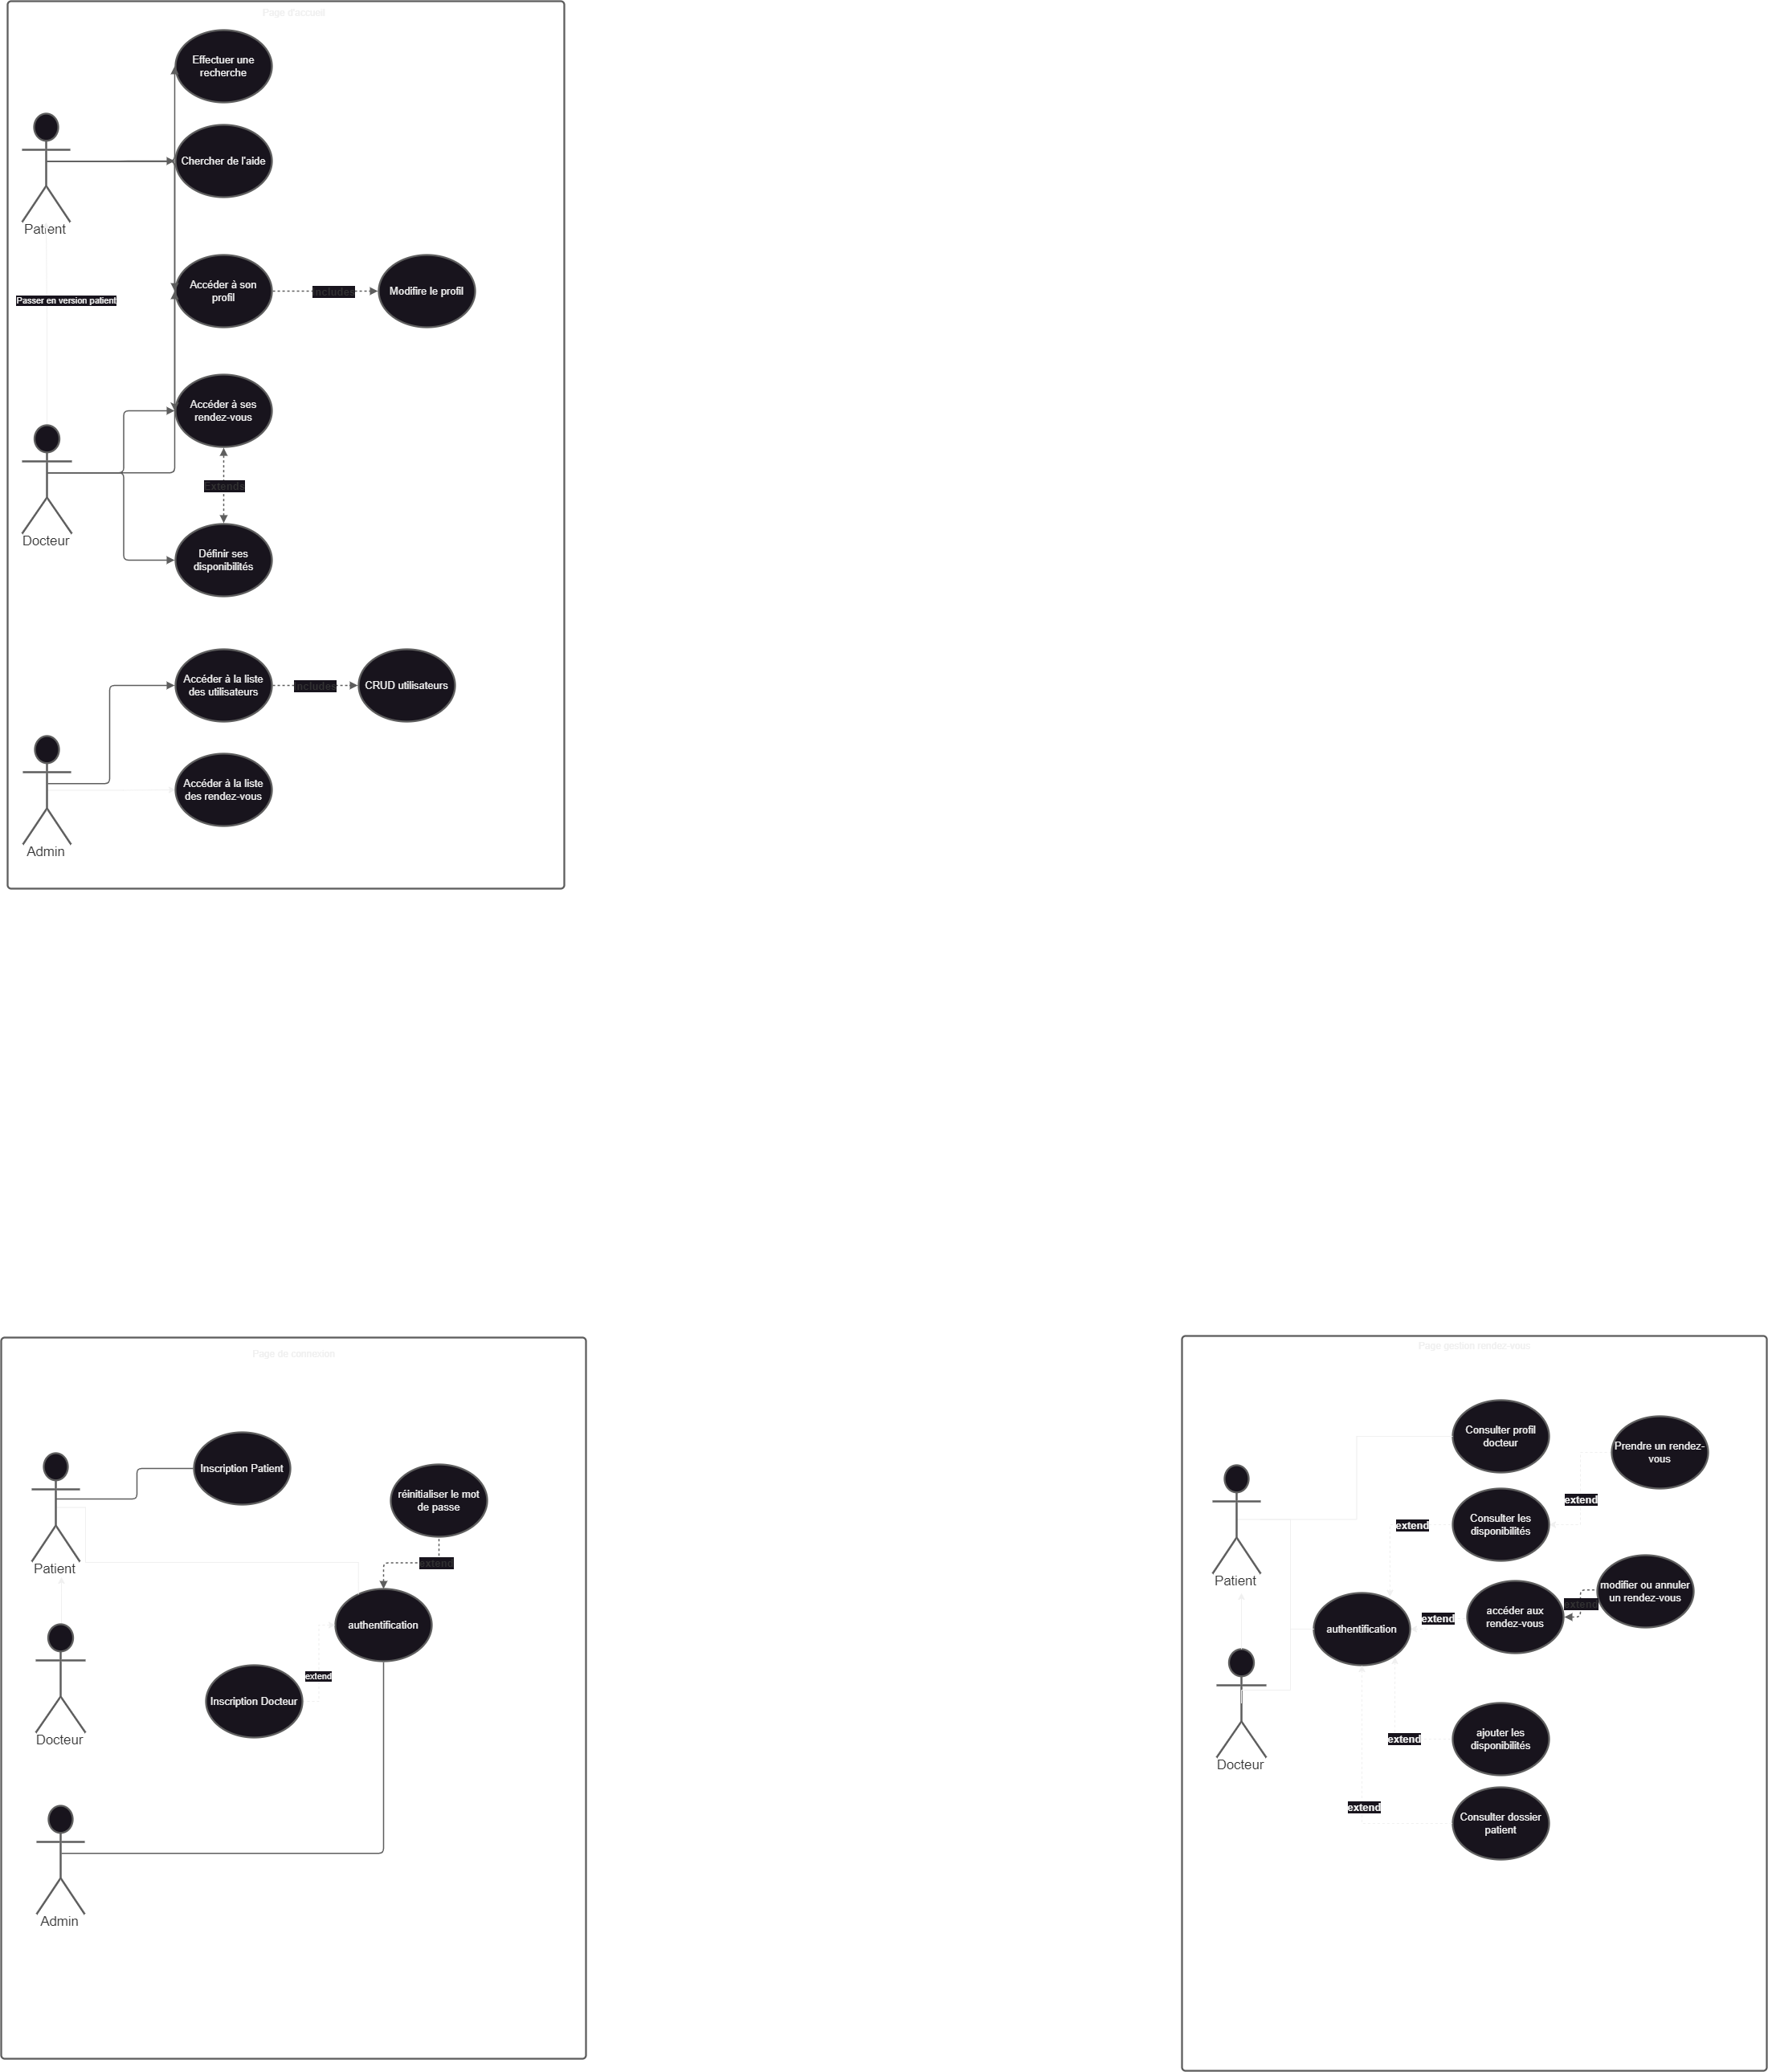 Page d'accueil
Effectuer une
recherche
Chercher de l'aide
Patient
Accéder à son
profil
includes
Modifire le profil
Passer en version patient
Accéder à ses
rendez-vous
Extends
Docteur
Définir ses
disponibilités
Accéder à la liste
des utilisateurs
includes
CRUD utilisateurs
Accéder à la liste
des rendez-vous
Admin
Page de connexion
Inscription Patient
réinitialiser le mot
de passe
Patient
extend
authentification
extend
Inscription Docteur
Docteur
Admin
Page gestion rendez-vous
Consulter profil
docteur
Prendre un rendez-
vous
extend
Consulter les
disponibilités
extend
Patient
modifier ou annuler
un rendez-vous
extend
accéder aux
rendez-vous
extend
authentification
ajouter les
disponibilités
extend
Docteur
extend
Consulter dossier
patient